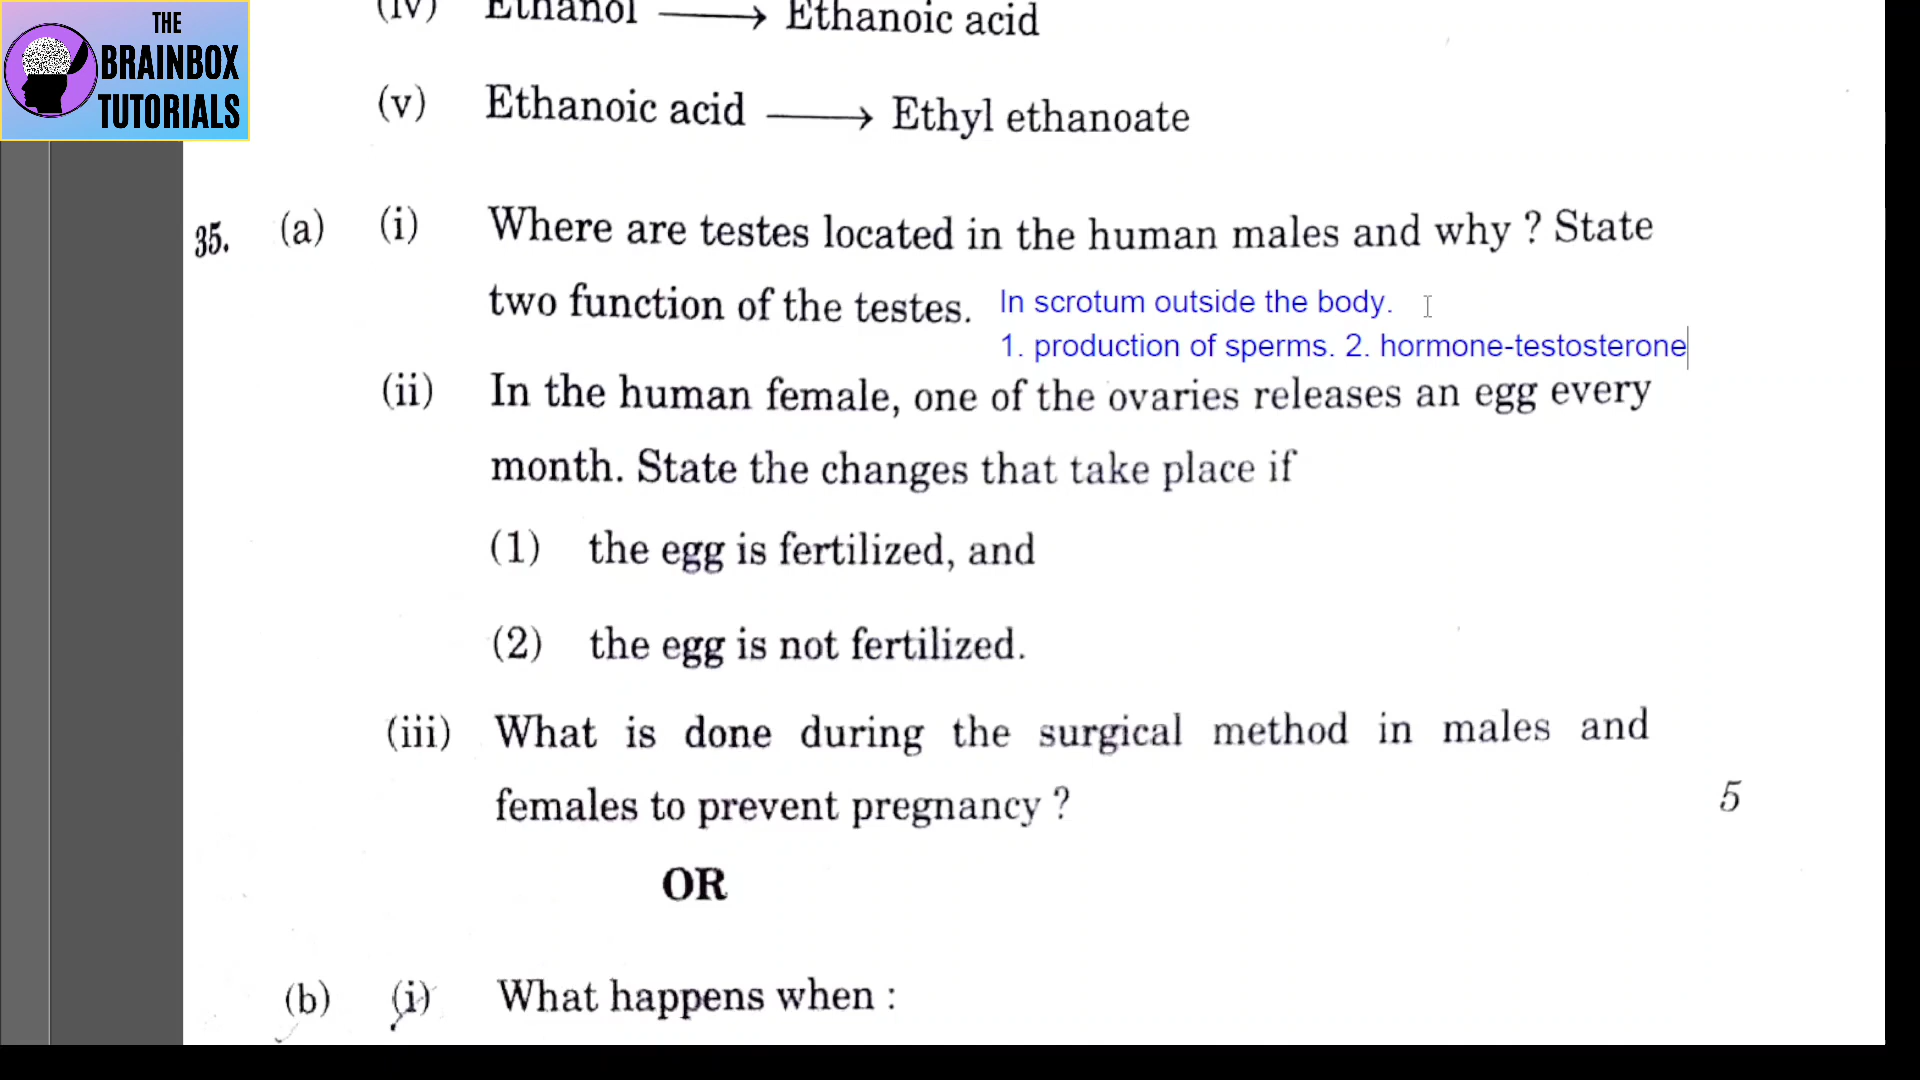 THE
BRAINBOX
TUTORIALS
(iv) Ethanol ⟶ Ethanoic acid
(v) Ethanoic acid ⟶ Ethyl ethanoate
35. (a) (i) Where are testes located in the human males and why ? State
two function of the testes. In scrotum outside the body.
1. production of sperms. 2. hormone-testosterone
(ii) In the human female, one of the ovaries releases an egg every
month. State the changes that take place if
(1) the egg is fertilized, and
(2) the egg is not fertilized.
(iii) What is done during the surgical method in males and
females to prevent pregnancy ?
5
OR
(b) (i) What happens when :